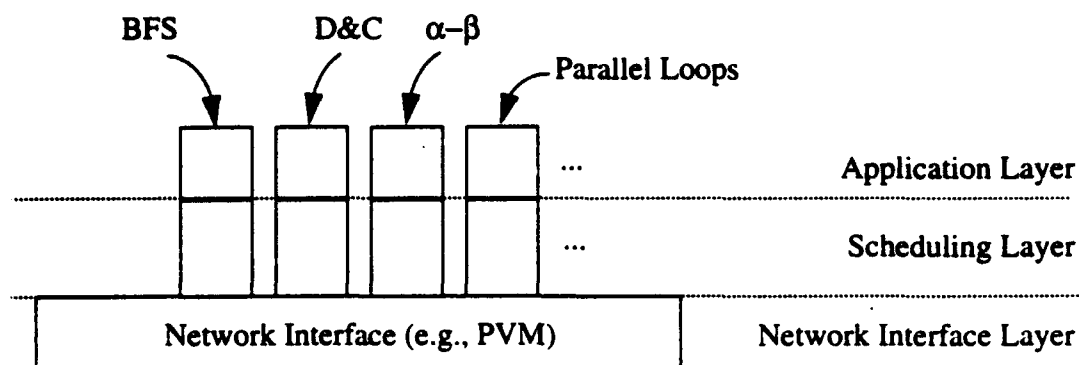 BFS D&C α–β
Parallel Loops
... Application Layer
... Scheduling Layer
Network Interface (e.g., PVM) Network Interface Layer